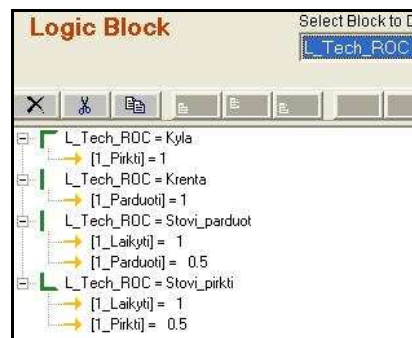 Logic Block
Select Block to D
L_Tech_ROC
L_Tech_ROC = Kyla
[1_Pirkti] = 1
L_Tech_ROC = Krenta
[1_Parduoti] = 1
L_Tech_ROC = Stovi_parduot
[1_Laikyti] = 1
[1_Parduoti] = 0.5
L_Tech_ROC = Stovi_pirkti
[1_Laikyti] = 1
[1_Pirkti] = 0.5